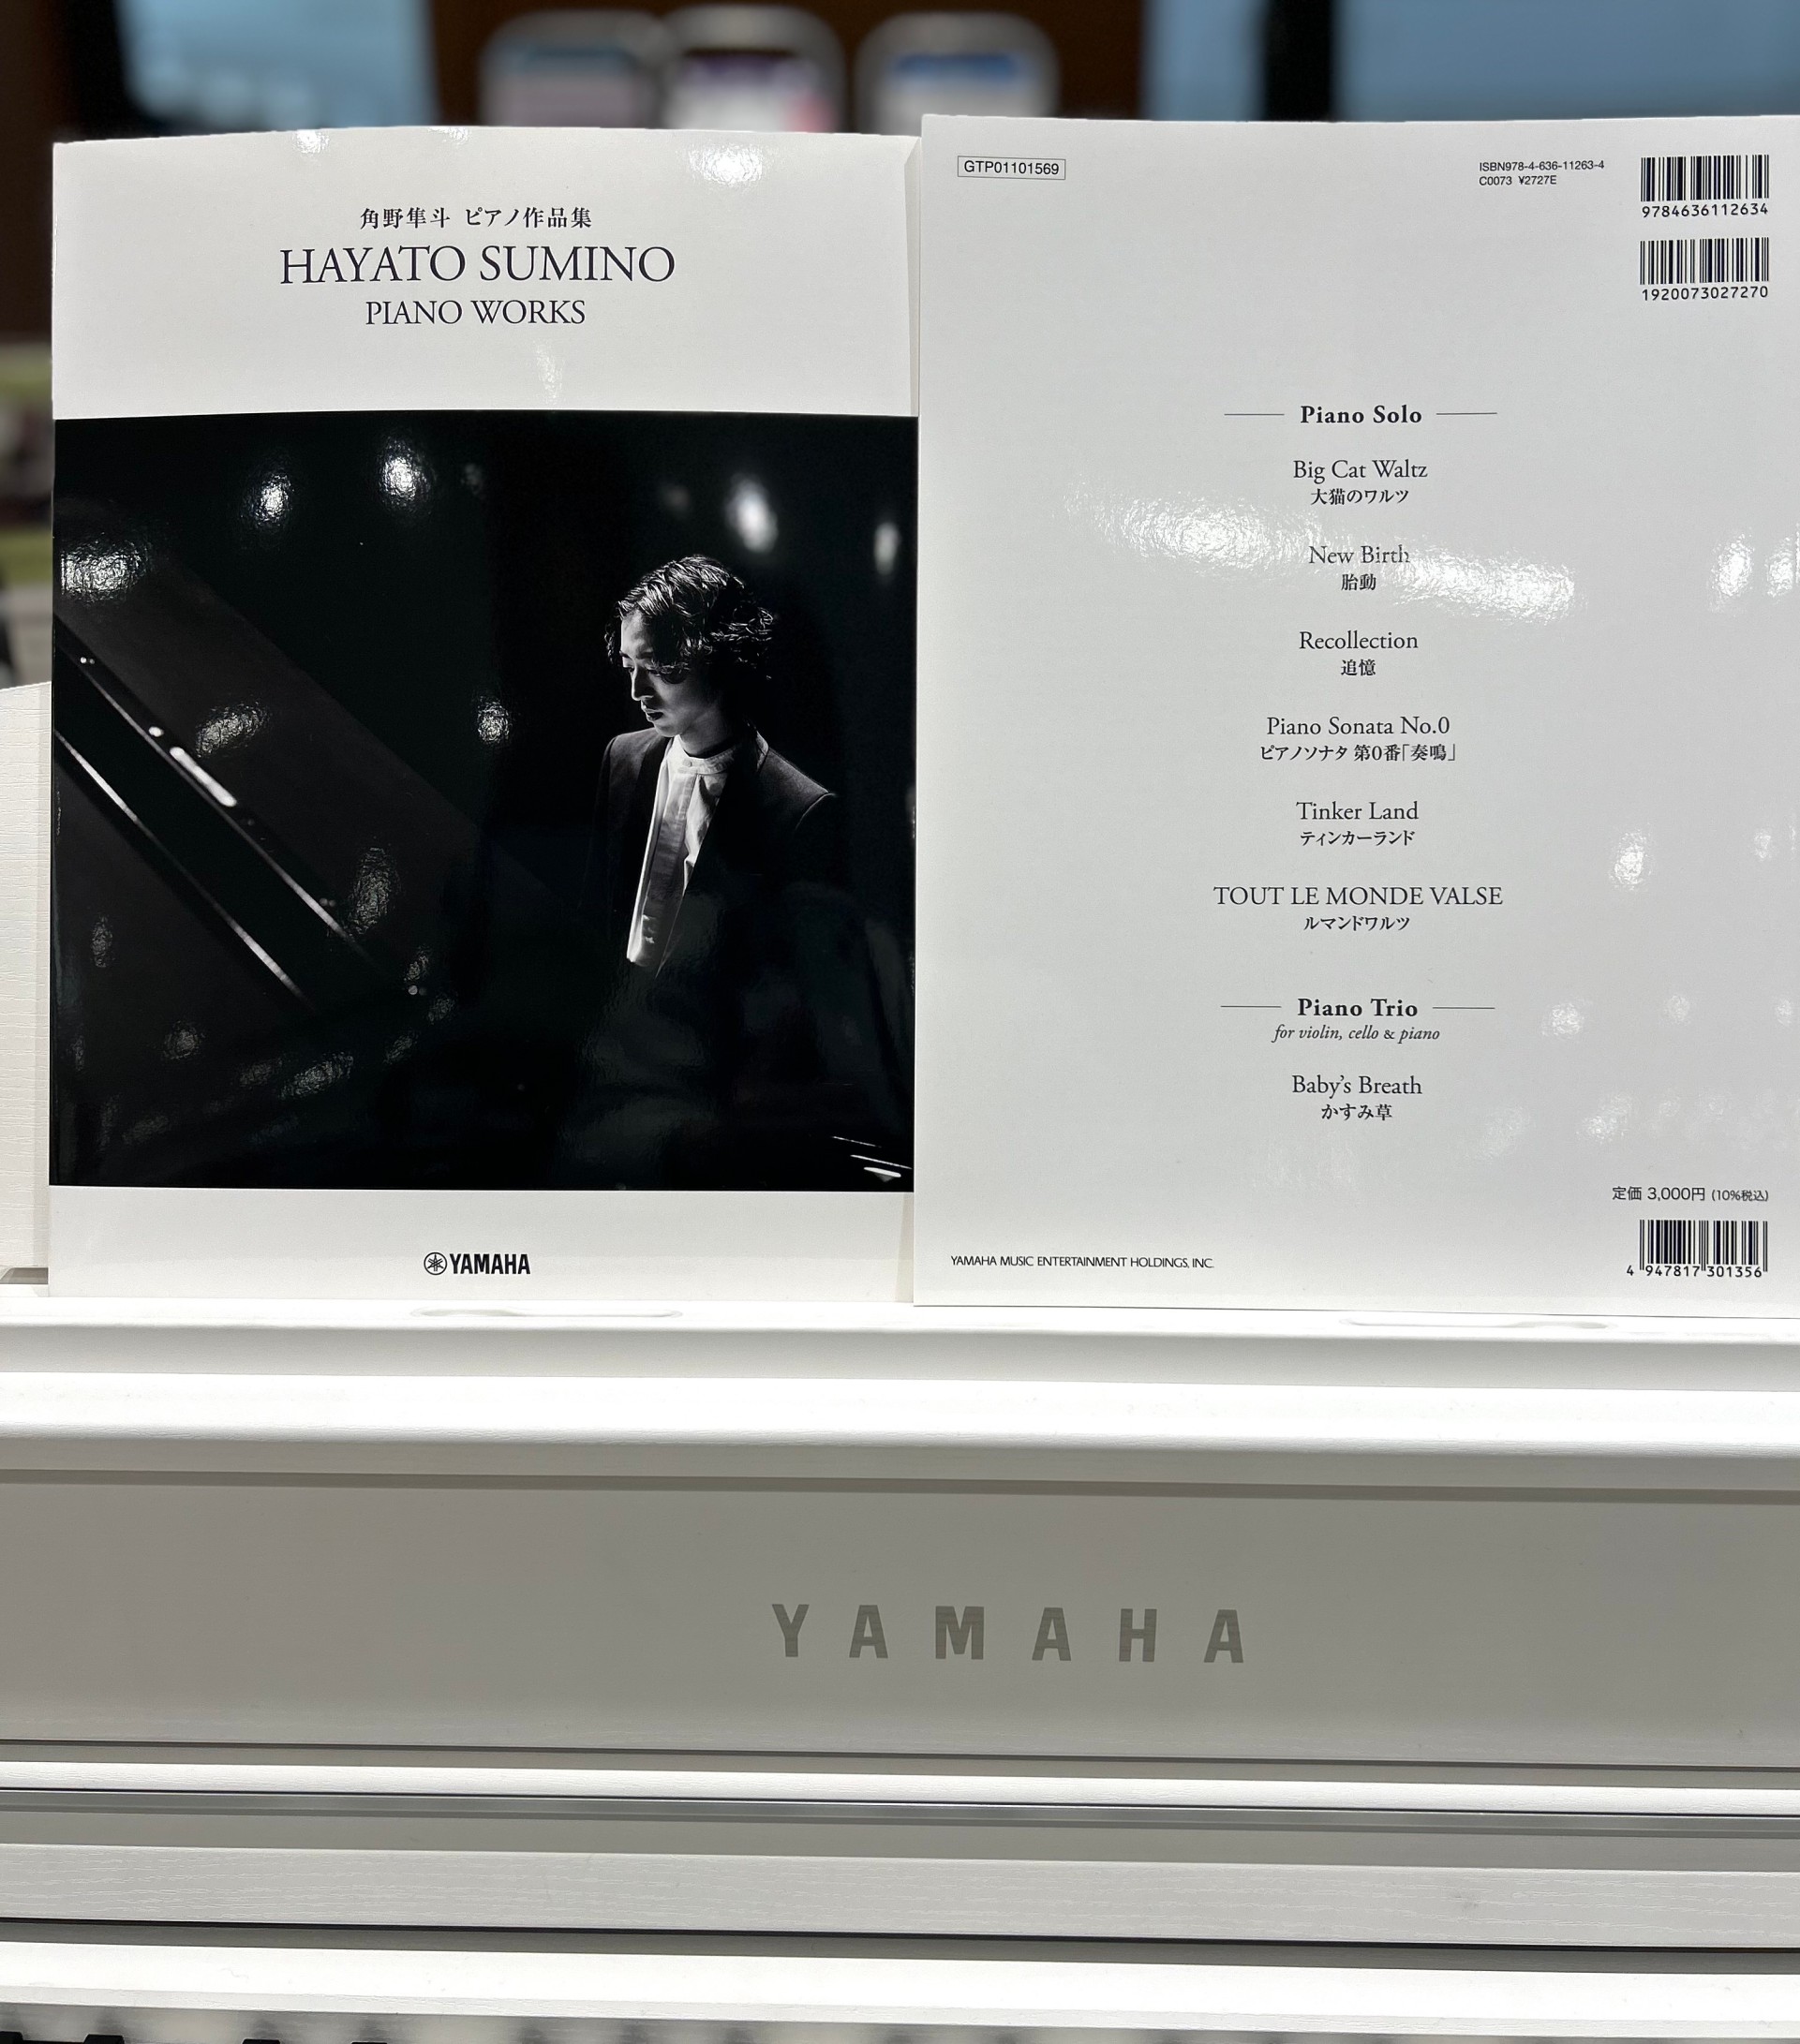 角野隼斗 ピアノ作品集
HAYATO SUMINO
PIANO WORKS
YAMAHA
GTP01101569
ISBN978-4-636-11263-4
C0073 ¥2727E
9784636112634
1920073027270
Piano Solo
Big Cat Waltz
大猫のワルツ
New Birth
胎動
Recollection
追憶
Piano Sonata No.0
ピアノソナタ 第0番「奏鳴」
Tinker Land
ティンカーランド
TOUT LE MONDE VALSE
ルマンドワルツ
Piano Trio
for violin, cello & piano
Baby's Breath
かすみ草
定価 3,000円 (10%税込)
4 947817 301356
YAMAHA MUSIC ENTERTAINMENT HOLDINGS, INC.
YAMAHA